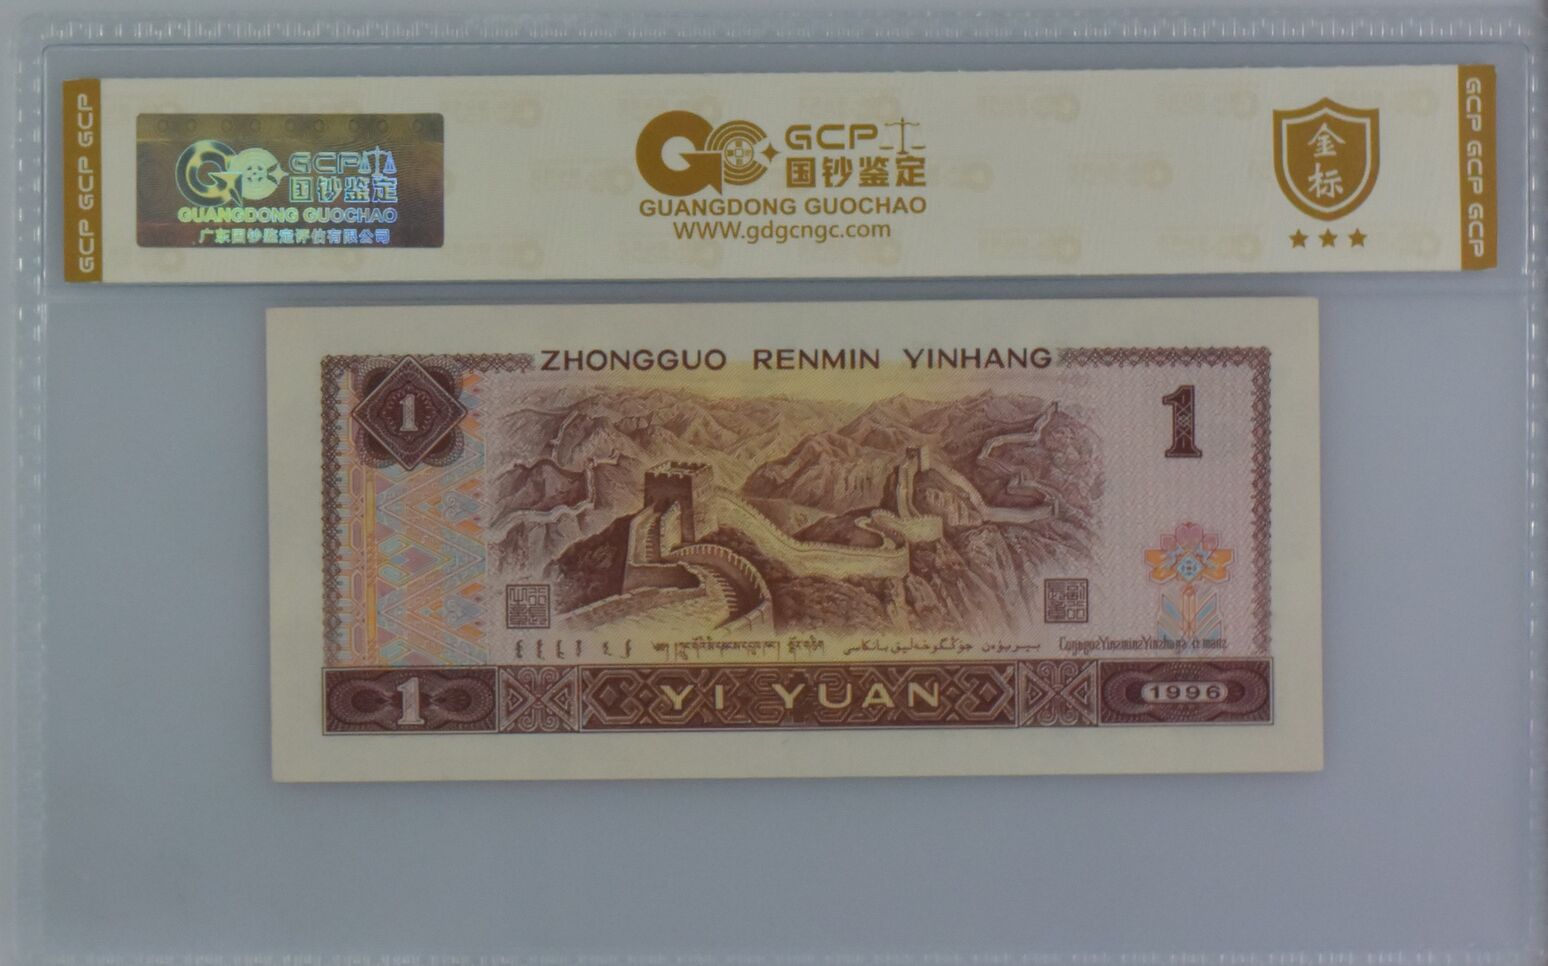 GCP GCP GCP
GCP 国钞鉴定
GUANGDONG GUOCHAO
广东国钞鉴定评估有限公司
GCP
国钞鉴定
GUANGDONG GUOCHAO
WWW.gdgcngc.com
金标
GCP GCP GCP
ZHONGGUO RENMIN YINHANG
1
1
1
YI YUAN
1996